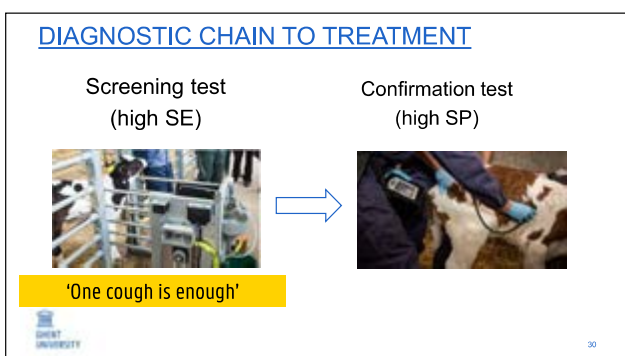 DIAGNOSTIC CHAIN TO TREATMENT
Screening test
(high SE)
Confirmation test
(high SP)
'One cough is enough'
GHENT
UNIVERSITY
30